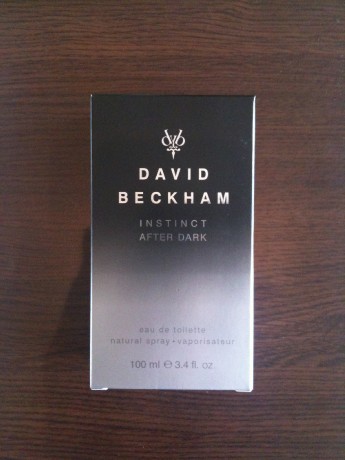 DAVID
BECKHAM
INSTINCT
AFTER DARK
eau de toilette
natural spray • vaporisateur
100 ml ℮ 3.4 fl. oz